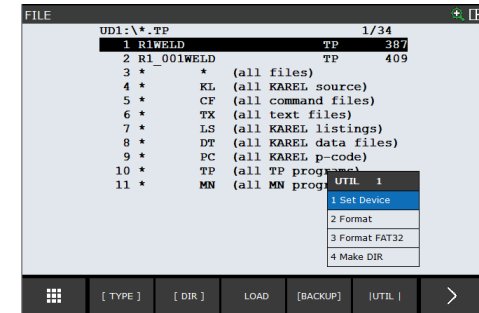 FILE
UD1:\*.TP 1/34
1 R1WELD TP 387
2 R1_001WELD TP 409
3 * * (all files)
4 * KL (all KAREL source)
5 * CF (all command files)
6 * TX (all text files)
7 * LS (all KAREL listings)
8 * DT (all KAREL data files)
9 * PC (all KAREL p-code)
10 * TP (all TP programs)
11 * MN (all MN prog
UTIL 1
1 Set Device
2 Format
3 Format FAT32
4 Make DIR
[ TYPE ] [ DIR ] LOAD [BACKUP] |UTIL | >